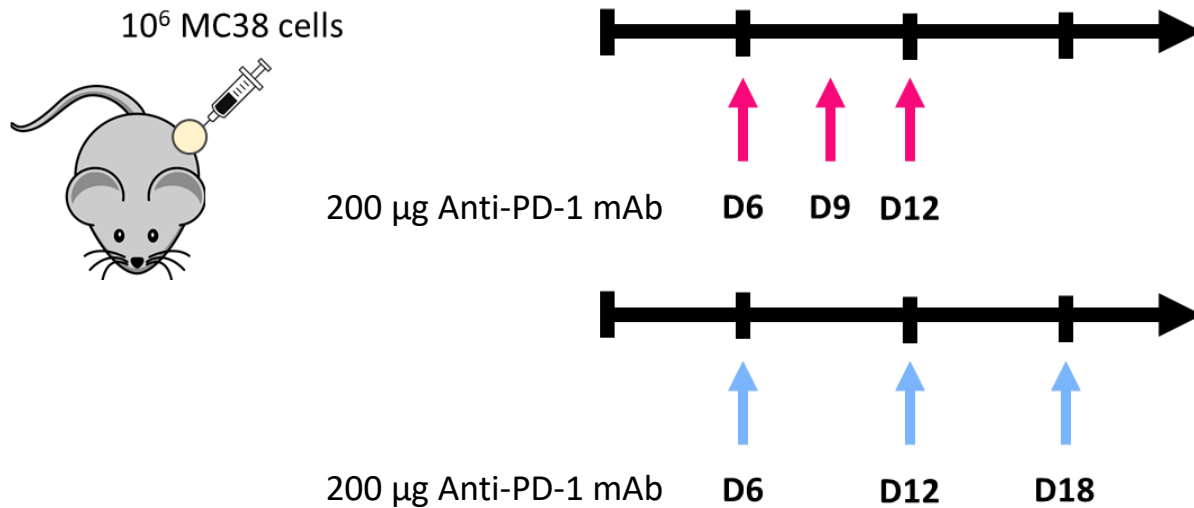 10⁶ MC38 cells
200 µg Anti-PD-1 mAb D6 D9 D12
200 µg Anti-PD-1 mAb D6 D12 D18